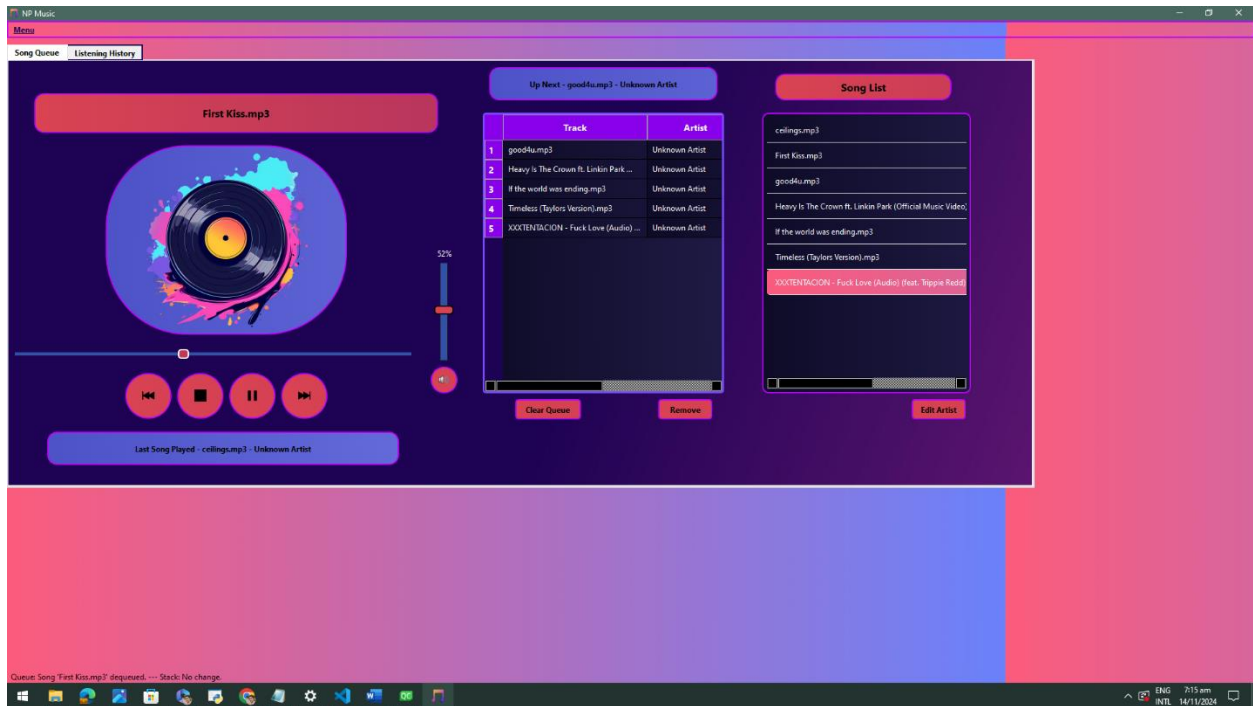 NP Music
Menu
Song Queue
Listening History
First Kiss.mp3
52%
Last Song Played - ceilings.mp3 - Unknown Artist
Up Next - good4u.mp3 - Unknown Artist
Track Artist
1 good4u.mp3 Unknown Artist
2 Heavy Is The Crown ft. Linkin Park ... Unknown Artist
3 If the world was ending.mp3 Unknown Artist
4 Timeless (Taylors Version).mp3 Unknown Artist
5 XXXTENTACION - Fuck Love (Audio) ... Unknown Artist
Clear Queue
Remove
Song List
ceilings.mp3
First Kiss.mp3
good4u.mp3
Heavy Is The Crown ft. Linkin Park (Official Music Video)
If the world was ending.mp3
Timeless (Taylors Version).mp3
XXXTENTACION - Fuck Love (Audio) (feat. Trippie Redd)
Edit Artist
Queue: Song 'First Kiss.mp3' dequeued. --- Stack: No change.
ENG 7:15 am
INTL 14/11/2024